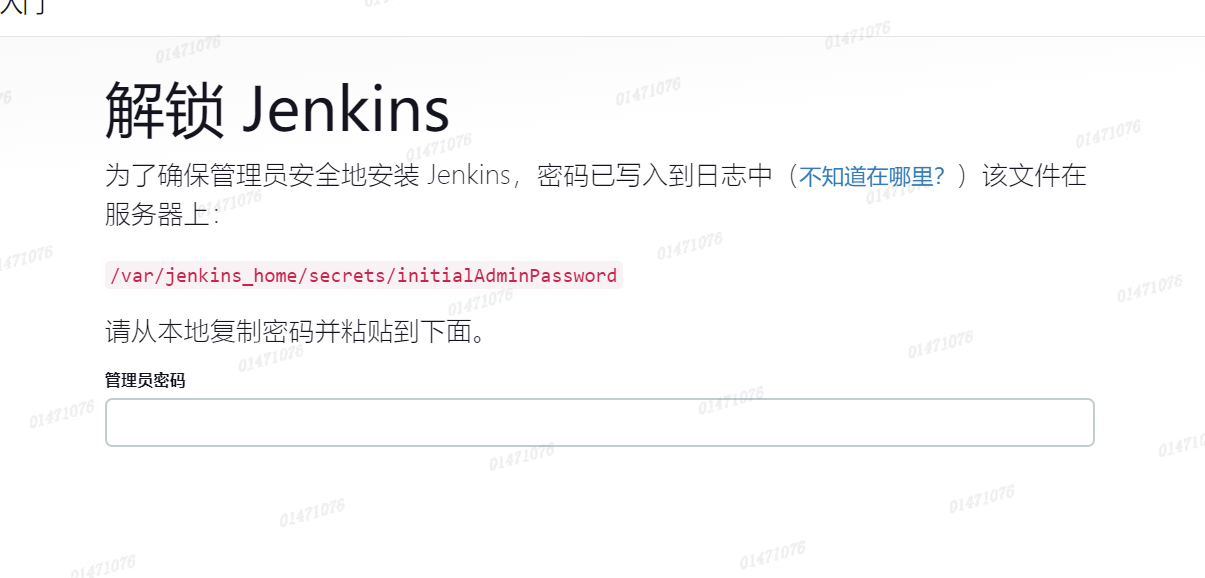 入门
解锁 Jenkins
为了确保管理员安全地安装 Jenkins，密码已写入到日志中（不知道在哪里？）该文件在
服务器上：
/var/jenkins_home/secrets/initialAdminPassword
请从本地复制密码并粘贴到下面。
管理员密码
01471076